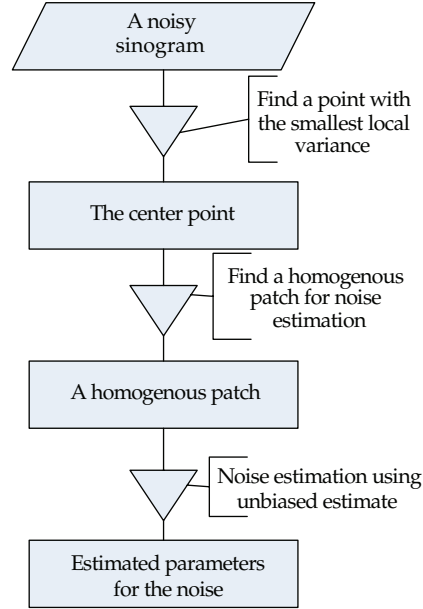 A noisy
sinogram
Find a point with
the smallest local
variance
The center point
Find a homogenous
patch for noise
estimation
A homogenous patch
Noise estimation using
unbiased estimate
Estimated parameters
for the noise